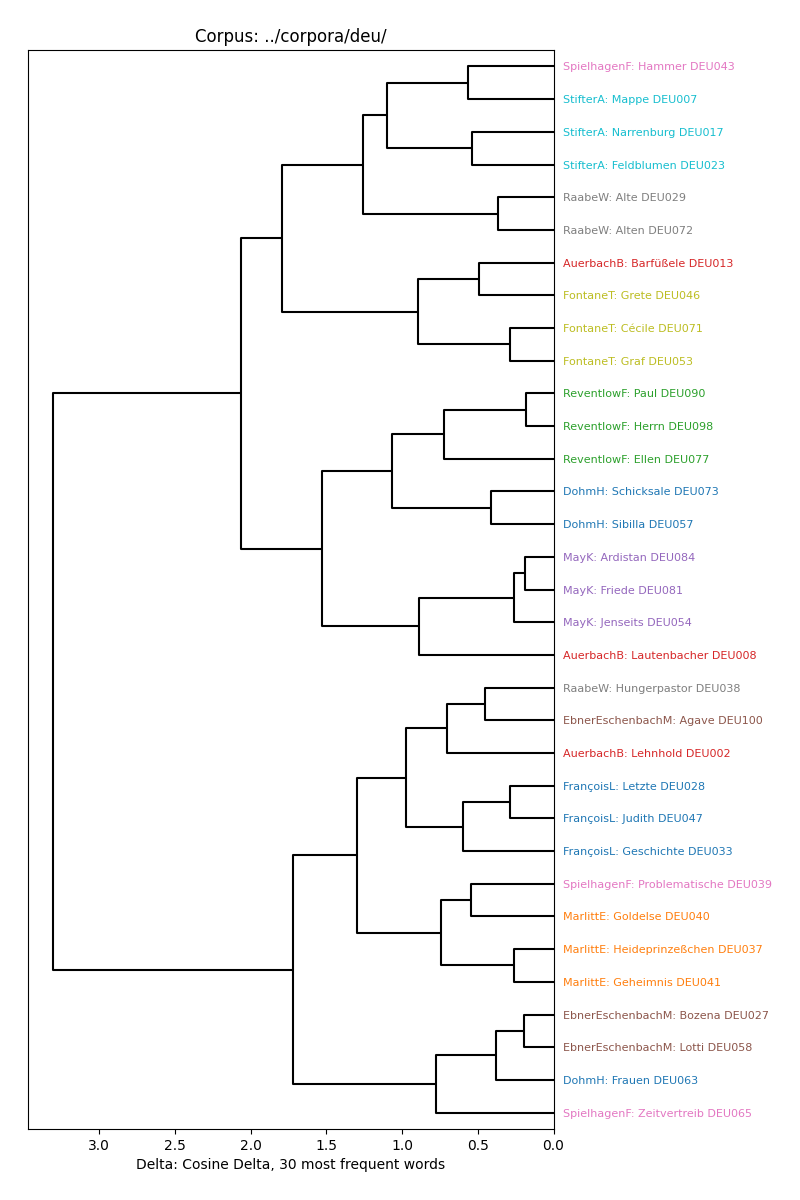 Corpus: ../corpora/deu/
SpielhagenF: Hammer DEU043
StifterA: Mappe DEU007
StifterA: Narrenburg DEU017
StifterA: Feldblumen DEU023
RaabeW: Alte DEU029
RaabeW: Alten DEU072
AuerbachB: Barfüßele DEU013
FontaneT: Grete DEU046
FontaneT: Cécile DEU071
FontaneT: Graf DEU053
ReventlowF: Paul DEU090
ReventlowF: Herrn DEU098
ReventlowF: Ellen DEU077
DohmH: Schicksale DEU073
DohmH: Sibilla DEU057
MayK: Ardistan DEU084
MayK: Friede DEU081
MayK: Jenseits DEU054
AuerbachB: Lautenbacher DEU008
RaabeW: Hungerpastor DEU038
EbnerEschenbachM: Agave DEU100
AuerbachB: Lehnhold DEU002
FrançoisL: Letzte DEU028
FrançoisL: Judith DEU047
FrançoisL: Geschichte DEU033
SpielhagenF: Problematische DEU039
MarlittE: Goldelse DEU040
MarlittE: Heideprinzeßchen DEU037
MarlittE: Geheimnis DEU041
EbnerEschenbachM: Bozena DEU027
EbnerEschenbachM: Lotti DEU058
DohmH: Frauen DEU063
SpielhagenF: Zeitvertreib DEU065
3.0 2.5 2.0 1.5 1.0 0.5 0.0
Delta: Cosine Delta, 30 most frequent words